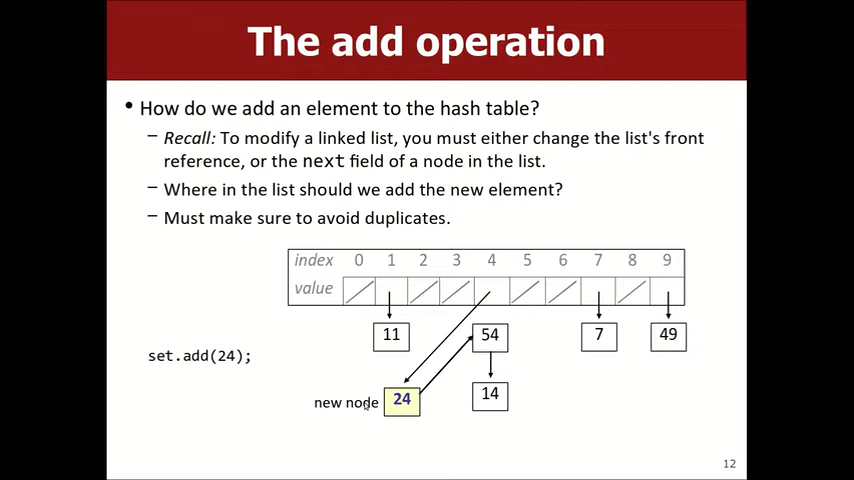 The add operation
• How do we add an element to the hash table?
– Recall: To modify a linked list, you must either change the list's front
reference, or the next field of a node in the list.
– Where in the list should we add the new element?
– Must make sure to avoid duplicates.
index 0 1 2 3 4 5 6 7 8 9
value
11 54 7 49
set.add(24);
new node 24 14
12